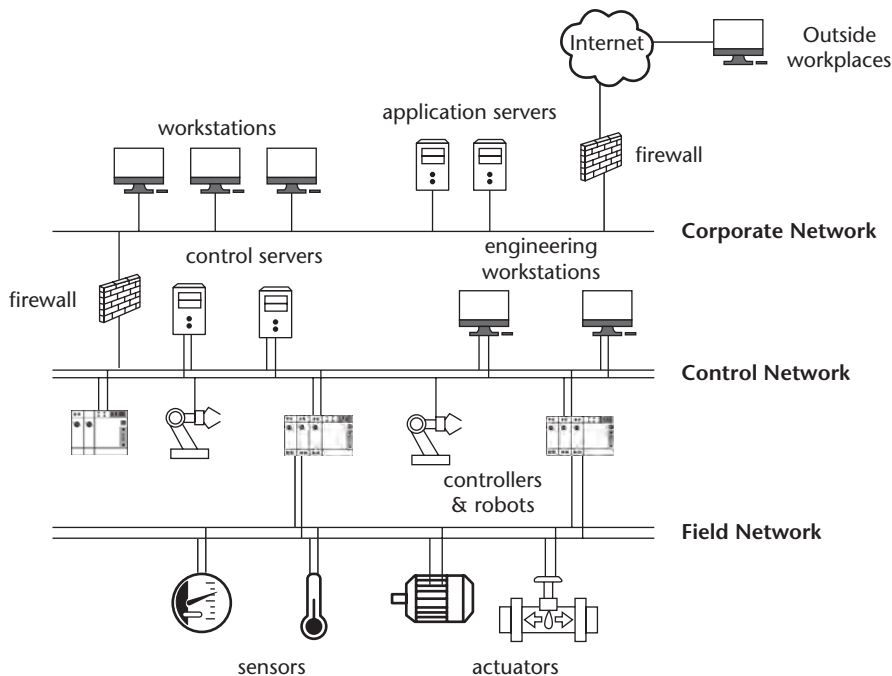 Internet
Outside
workplaces
workstations
application servers
firewall
Corporate Network
control servers
engineering
workstations
firewall
Control Network
controllers
& robots
Field Network
sensors
actuators